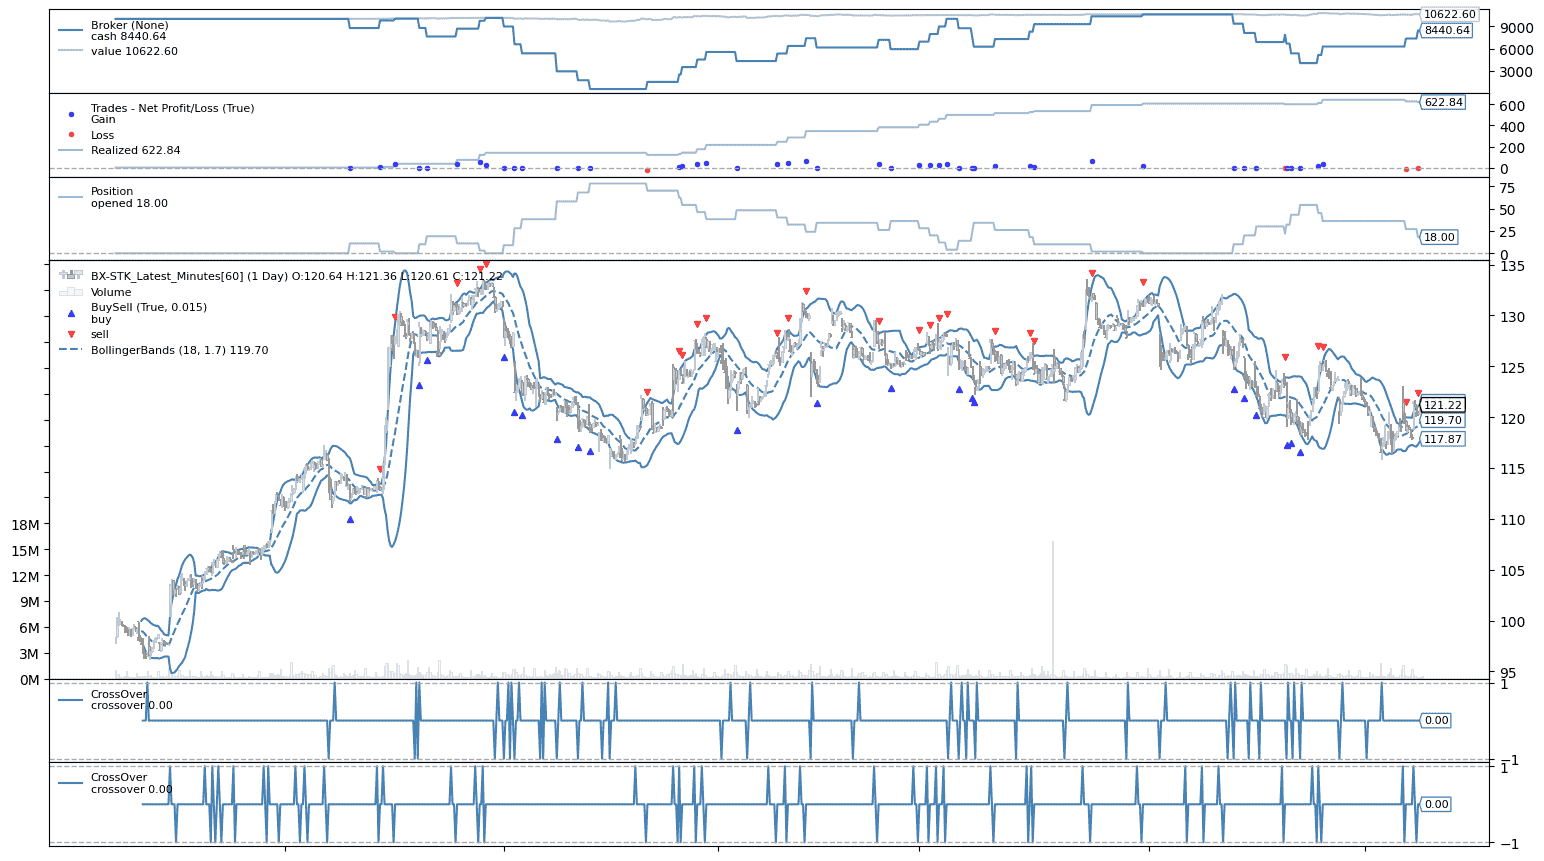 Broker (None)
cash 8440.64
value 10622.60
10622.60
8440.64
9000
6000
3000
Trades - Net Profit/Loss (True)
Gain
Loss
Realized 622.84
622.84
600
400
200
0
Position
opened 18.00
18.00
75
50
25
0
BX-STK_Latest_Minutes[60] (1 Day) O:120.64 H:121.36 L:120.61 C:121.22
Volume
BuySell (True, 0.015)
buy
sell
BollingerBands (18, 1.7) 119.70
18M
15M
12M
9M
6M
3M
0M
121.22
119.70
117.87
135
130
125
120
115
110
105
100
95
CrossOver
crossover 0.00
0.00
1
−1
CrossOver
crossover 0.00
0.00
1
−1